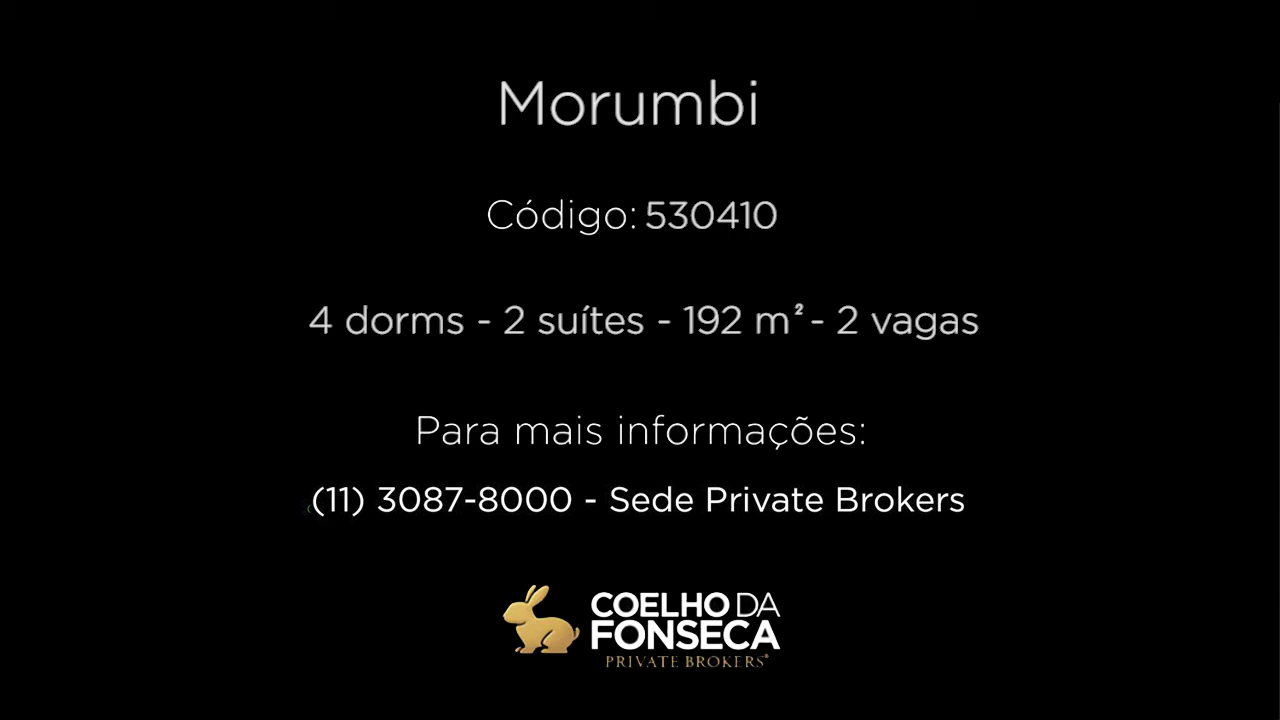 Morumbi
Código: 530410
4 dorms - 2 suítes - 192 m² - 2 vagas
Para mais informações:
(11) 3087-8000 - Sede Private Brokers
COELHO DA
FONSECA
PRIVATE BROKERS®